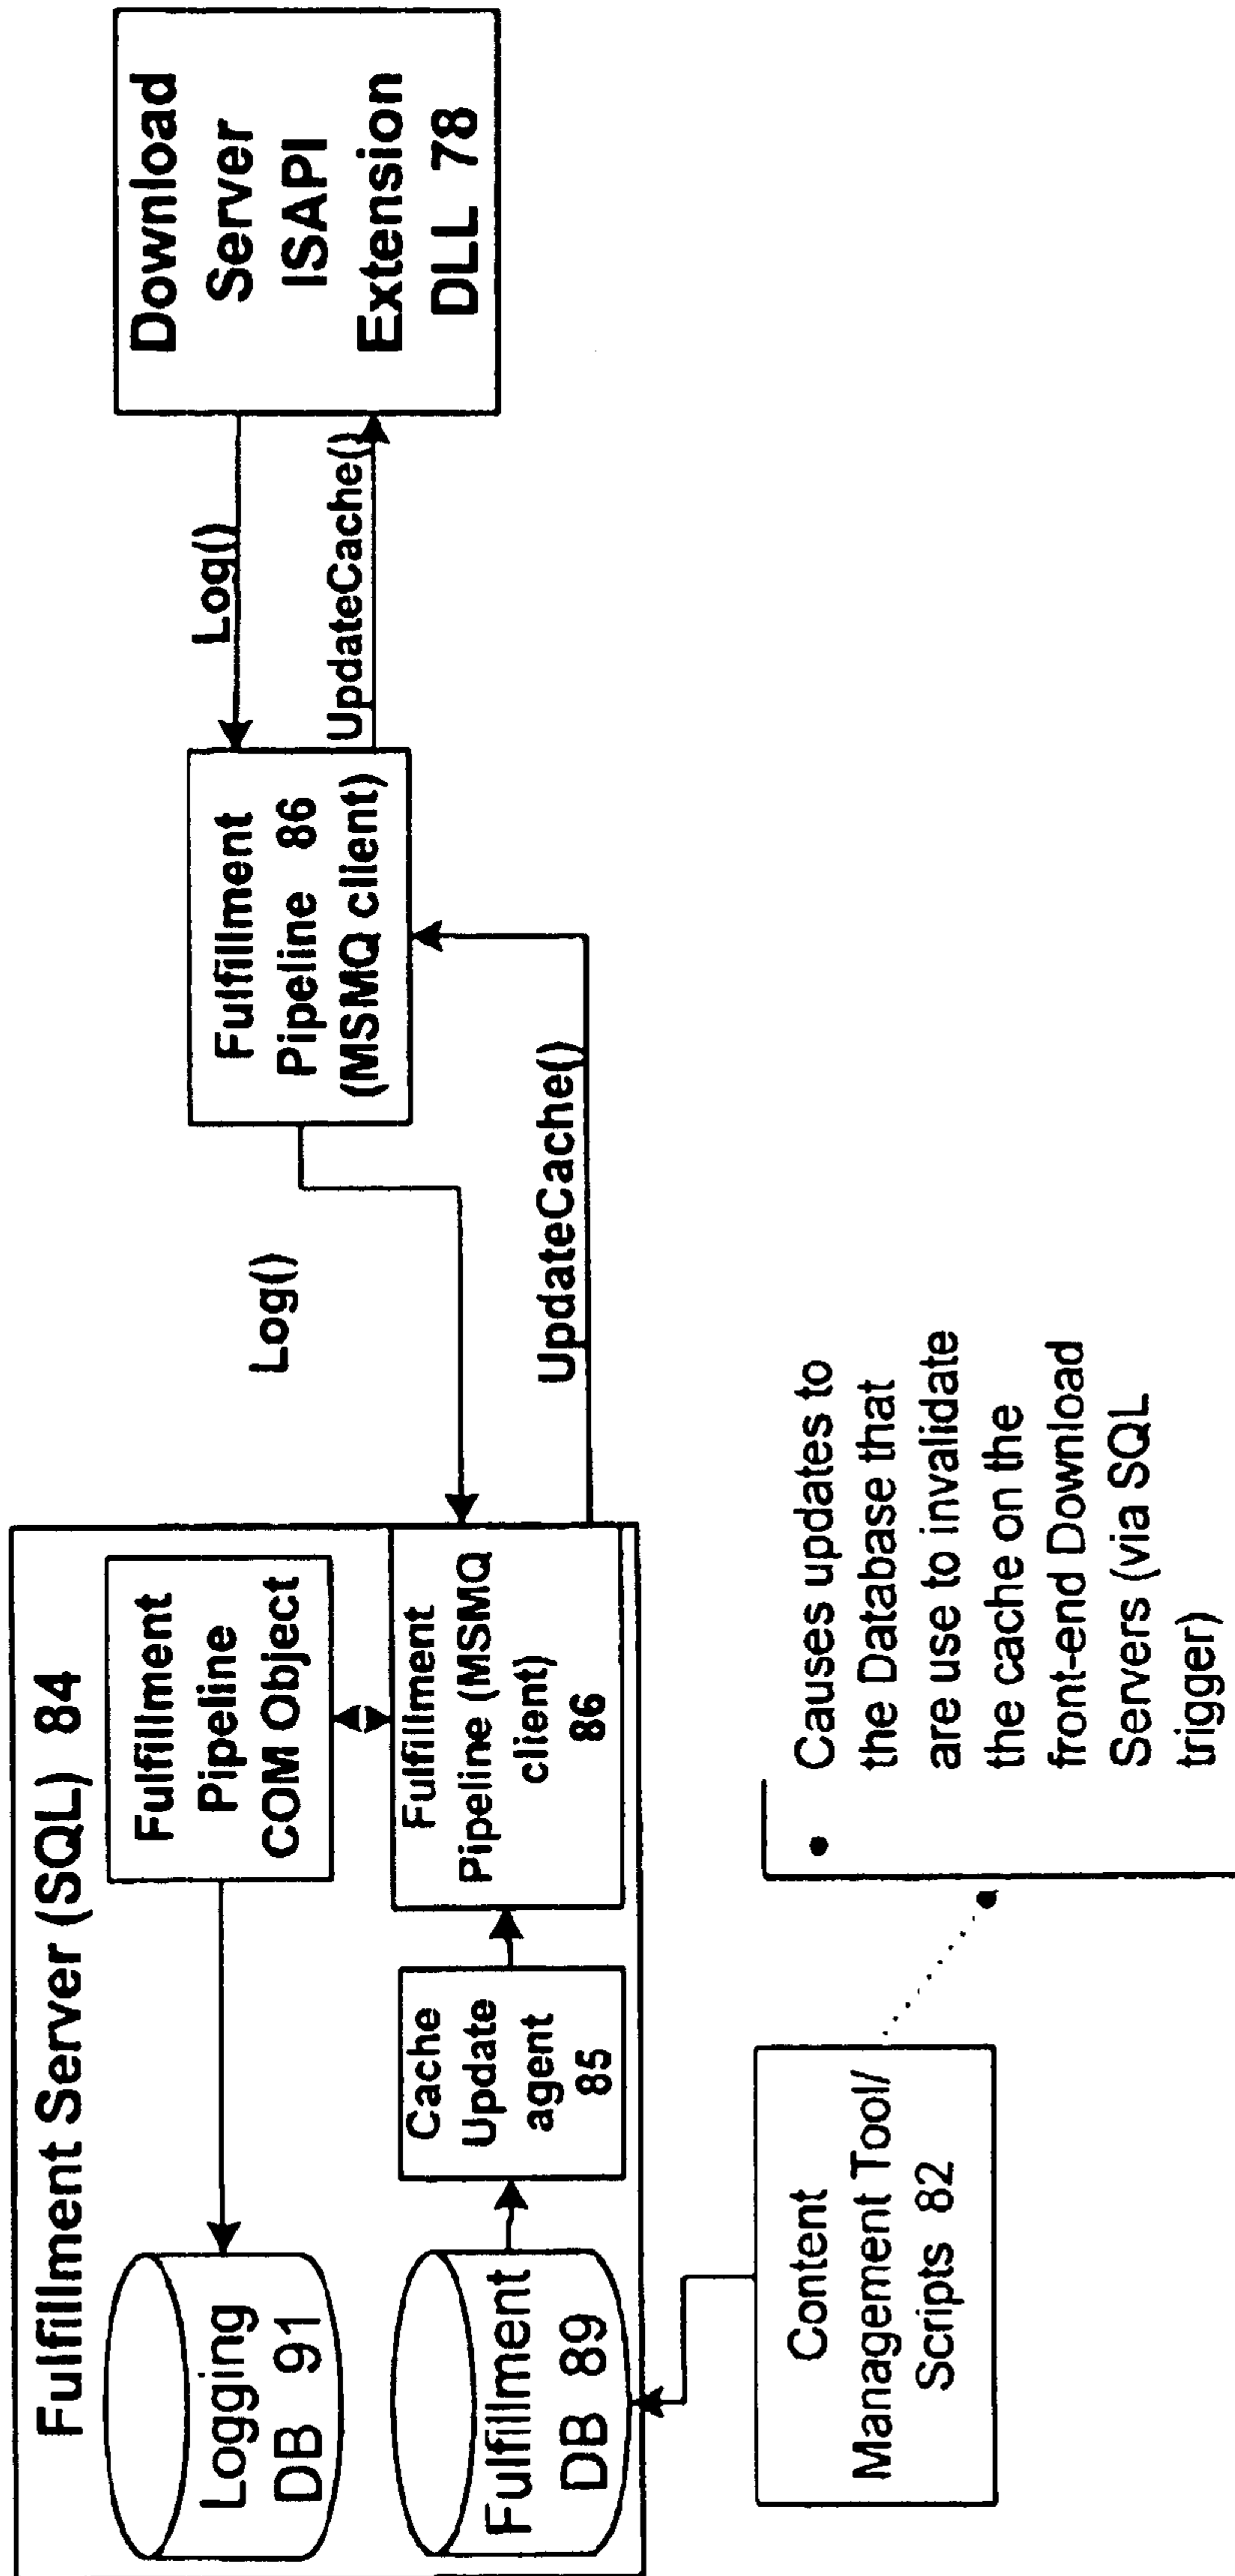 Fulfillment Server (SQL) 84
Logging
DB 91
Fulfillment
Pipeline
COM Object
Fulfillment
DB 89
Cache
Update
agent
85
Fulfillment
Pipeline (MSMQ
client)
86
Log()
UpdateCache()
Fulfillment
Pipeline 86
(MSMQ client)
Log()
UpdateCache()
Download
Server
ISAPI
Extension
DLL 78
Content
Management Tool/
Scripts 82
• Causes updates to
the Database that
are use to invalidate
the cache on the
front-end Download
Servers (via SQL
trigger)